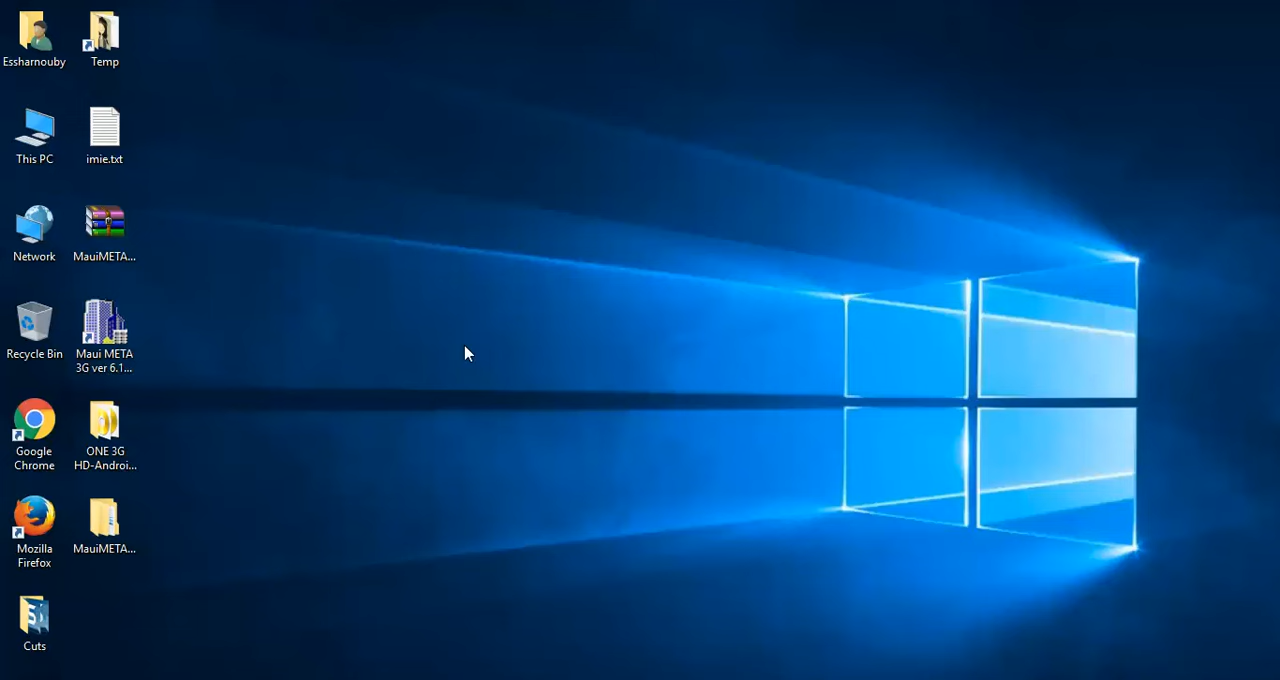 Essharnouby
Temp
This PC
imie.txt
Network
MauiMETA...
Recycle Bin
Maui META
3G ver 6.1...
Google
Chrome
ONE 3G
HD-Androi...
Mozilla
Firefox
MauiMETA...
Cuts